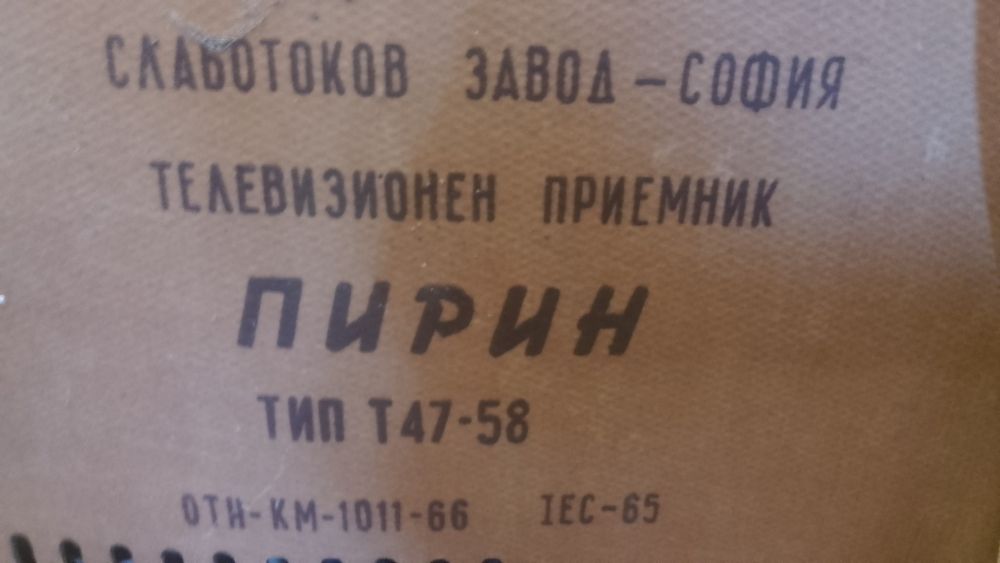 СЛАБОТОКОВ ЗАВОД – СОФИЯ
ТЕЛЕВИЗИОНЕН ПРИЕМНИК
ПИРИН
ТИП Т47-58
ОТН-КМ-1011-66 IEC-65